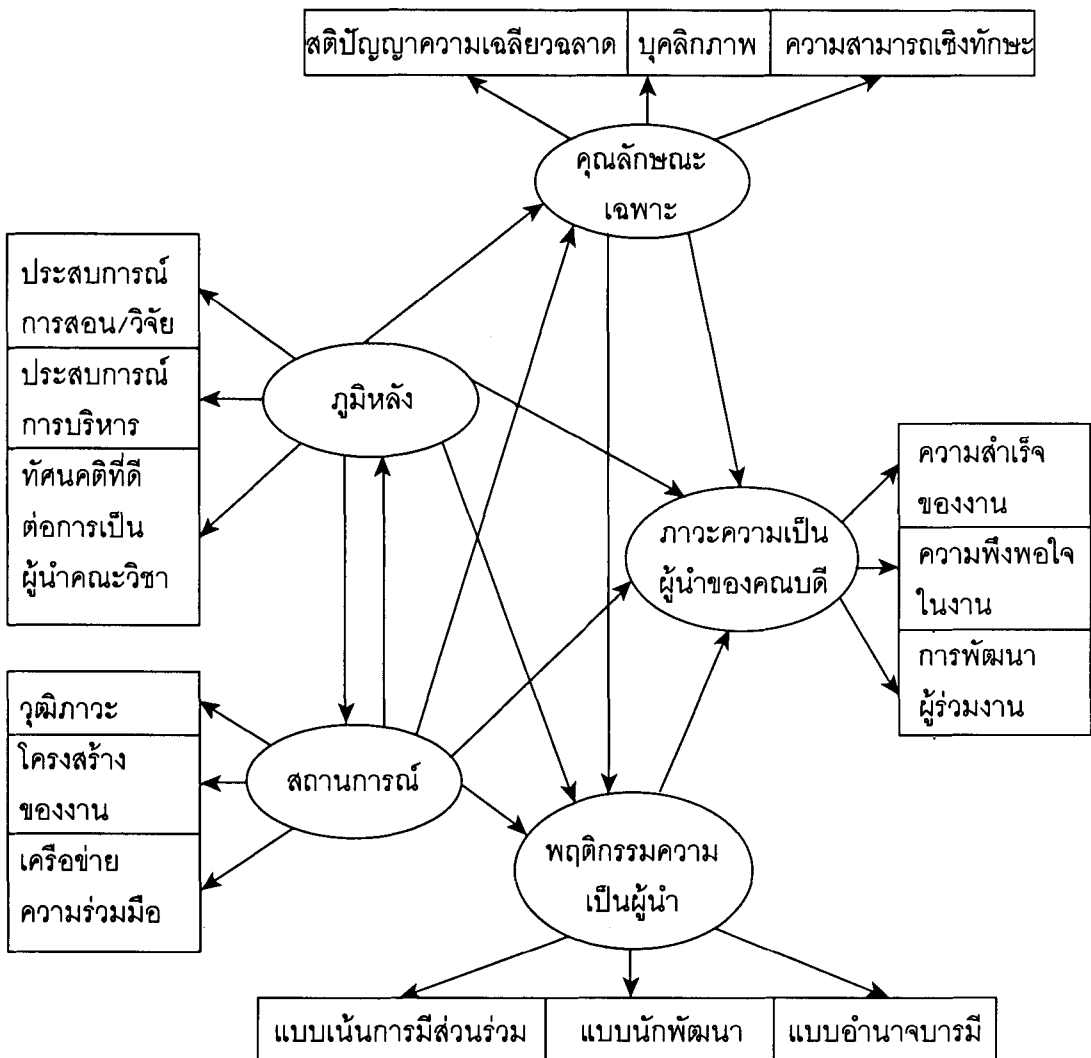 สติปัญญาความเฉลียวฉลาด บุคลิกภาพ ความสามารถเชิงทักษะ
คุณลักษณะ
เฉพาะ
ประสบการณ์
การสอน/วิจัย
ประสบการณ์
การบริหาร
ทัศนคติที่ดี
ต่อการเป็น
ผู้นำคณะวิชา
ภูมิหลัง
ภาวะความเป็น
ผู้นำของคณบดี
ความสำเร็จ
ของงาน
ความพึงพอใจ
ในงาน
การพัฒนา
ผู้ร่วมงาน
วุฒิภาวะ
โครงสร้าง
ของงาน
เครือข่าย
ความร่วมมือ
สถานการณ์
พฤติกรรมความ
เป็นผู้นำ
แบบเน้นการมีส่วนร่วม แบบนักพัฒนา แบบอำนาจบารมี